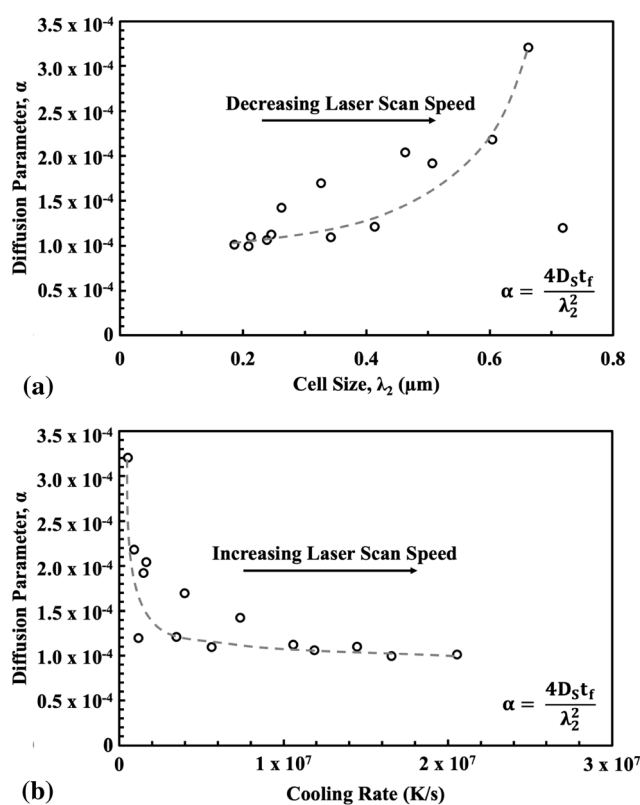 3.5 x 10⁻⁴
3.0 x 10⁻⁴
2.5 x 10⁻⁴
2.0 x 10⁻⁴
1.5 x 10⁻⁴
1.0 x 10⁻⁴
0.5 x 10⁻⁴
0
Diffusion Parameter, α
Decreasing Laser Scan Speed
α = 4Dₛt_f / λ₂²
0 0.2 0.4 0.6 0.8
(a) Cell Size, λ₂ (μm)
3.5 x 10⁻⁴
3.0 x 10⁻⁴
2.5 x 10⁻⁴
2.0 x 10⁻⁴
1.5 x 10⁻⁴
1.0 x 10⁻⁴
0.5 x 10⁻⁴
0
Diffusion Parameter, α
Increasing Laser Scan Speed
α = 4Dₛt_f / λ₂²
0 1 x 10⁷ 2 x 10⁷ 3 x 10⁷
(b) Cooling Rate (K/s)